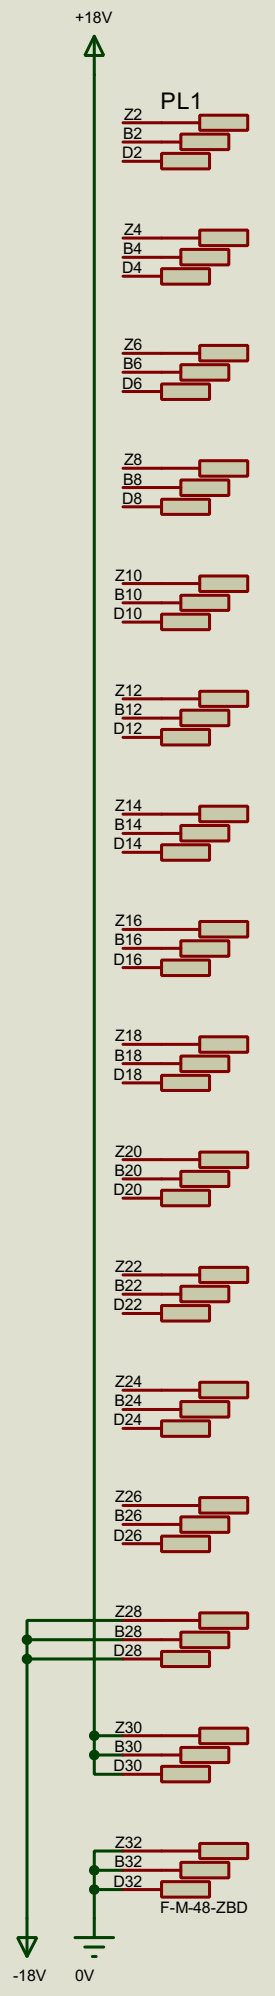 +18V
PL1
Z2
B2
D2
Z4
B4
D4
Z6
B6
D6
Z8
B8
D8
Z10
B10
D10
Z12
B12
D12
Z14
B14
D14
Z16
B16
D16
Z18
B18
D18
Z20
B20
D20
Z22
B22
D22
Z24
B24
D24
Z26
B26
D26
Z28
B28
D28
Z30
B30
D30
Z32
B32
D32
F-M-48-ZBD
-18V 0V